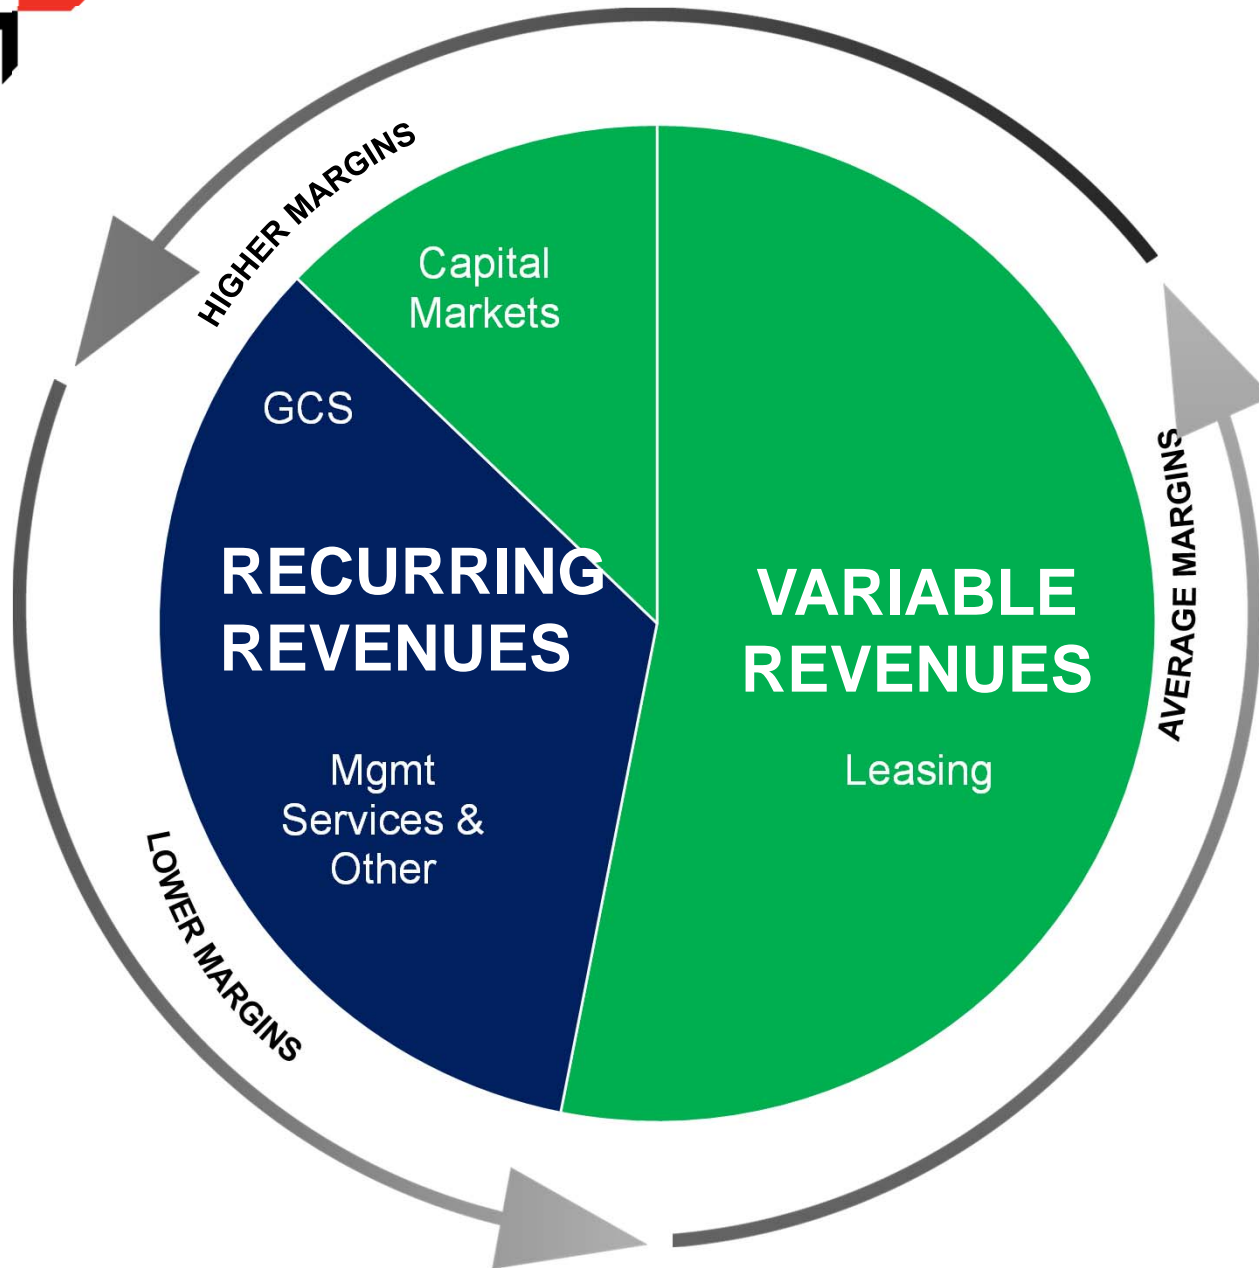 HIGHER MARGINS
Capital
Markets
GCS
RECURRING
REVENUES
VARIABLE
REVENUES
AVERAGE MARGINS
Mgmt
Services &
Other
Leasing
LOWER MARGINS